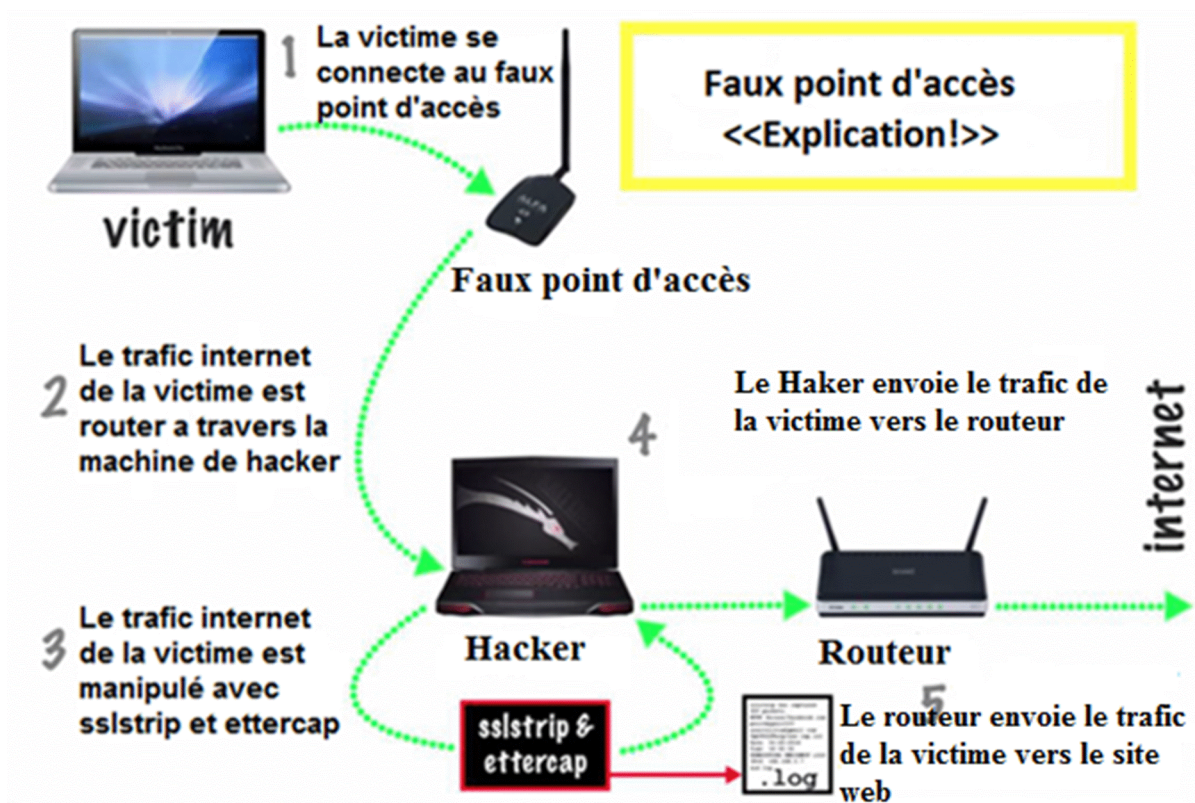 1
La victime se
connecte au faux
point d'accès
Faux point d'accès
<<Explication!>>
victim
ALFA
Faux point d'accès
2
Le trafic internet
de la victime est
router a travers la
machine de hacker
4
Le Haker envoie le trafic de
la victime vers le routeur
internet
3
Le trafic internet
de la victime est
manipulé avec
sslstrip et ettercap
Hacker
Routeur
sslstrip &
ettercap
.log
5
Le routeur envoie le trafic
de la victime vers le site
web